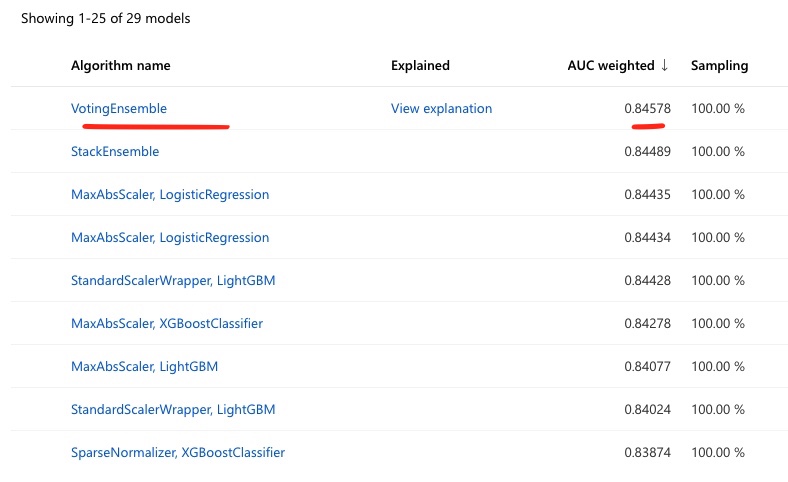 Showing 1-25 of 29 models
Algorithm name Explained AUC weighted ↓ Sampling
VotingEnsemble View explanation 0.84578 100.00 %
StackEnsemble 0.84489 100.00 %
MaxAbsScaler, LogisticRegression 0.84435 100.00 %
MaxAbsScaler, LogisticRegression 0.84434 100.00 %
StandardScalerWrapper, LightGBM 0.84428 100.00 %
MaxAbsScaler, XGBoostClassifier 0.84278 100.00 %
MaxAbsScaler, LightGBM 0.84077 100.00 %
StandardScalerWrapper, LightGBM 0.84024 100.00 %
SparseNormalizer, XGBoostClassifier 0.83874 100.00 %